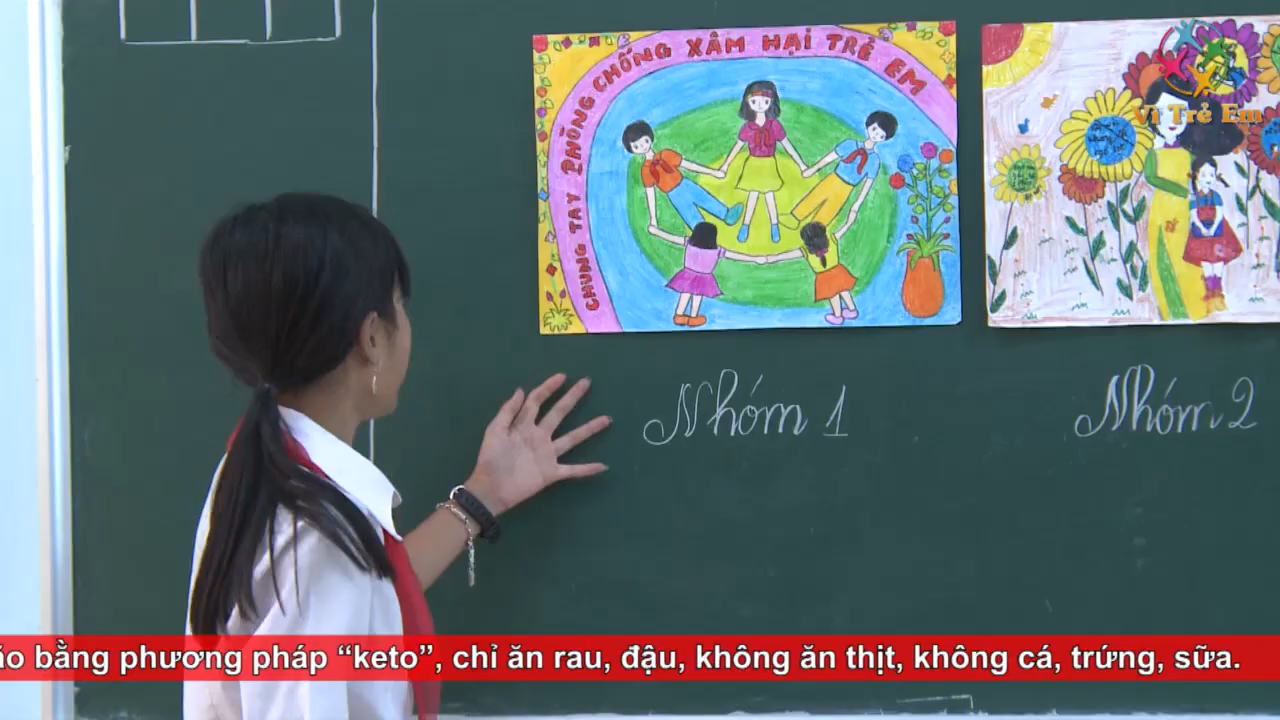 CHUNG TAY PHÒNG CHỐNG XÂM HẠI TRẺ EM
Vì Trẻ Em
Nhóm 1
Nhóm 2
bằng phương pháp “keto”, chỉ ăn rau, đậu, không ăn thịt, không cá, trứng, sữa.